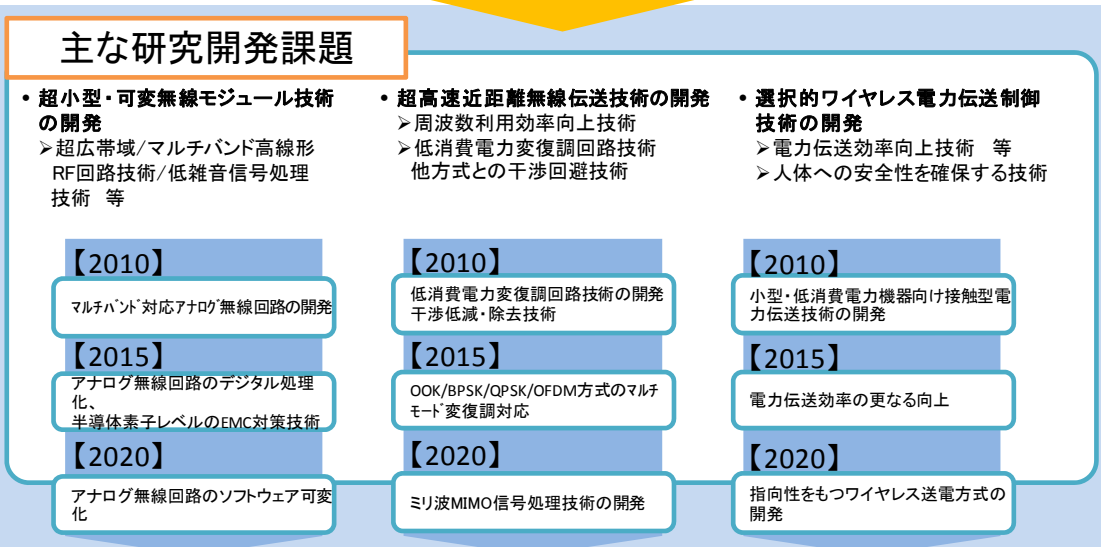 主な研究開発課題
• 超小型・可変無線モジュール技術
の開発
➢超広帯域/マルチバンド高線形
RF回路技術/低雑音信号処理
技術 等
• 超高速近距離無線伝送技術の開発
➢周波数利用効率向上技術
➢低消費電力変復調回路技術
他方式との干渉回避技術
• 選択的ワイヤレス電力伝送制御
技術の開発
➢電力伝送効率向上技術 等
➢人体への安全性を確保する技術
【2010】
マルチバンド対応アナログ無線回路の開発
【2015】
アナログ無線回路のデジタル処理
化、
半導体素子レベルのEMC対策技術
【2020】
アナログ無線回路のソフトウェア可変
化
【2010】
低消費電力変復調回路技術の開発
干渉低減・除去技術
【2015】
OOK/BPSK/QPSK/OFDM方式のマルチ
モード変復調対応
【2020】
ミリ波MIMO信号処理技術の開発
【2010】
小型・低消費電力機器向け接触型電
力伝送技術の開発
【2015】
電力伝送効率の更なる向上
【2020】
指向性をもつワイヤレス送電方式の
開発